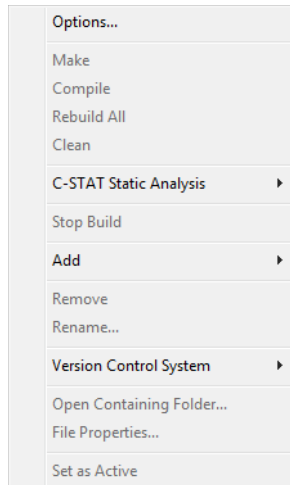 Options...
Make
Compile
Rebuild All
Clean
C-STAT Static Analysis
Stop Build
Add
Remove
Rename...
Version Control System
Open Containing Folder...
File Properties...
Set as Active